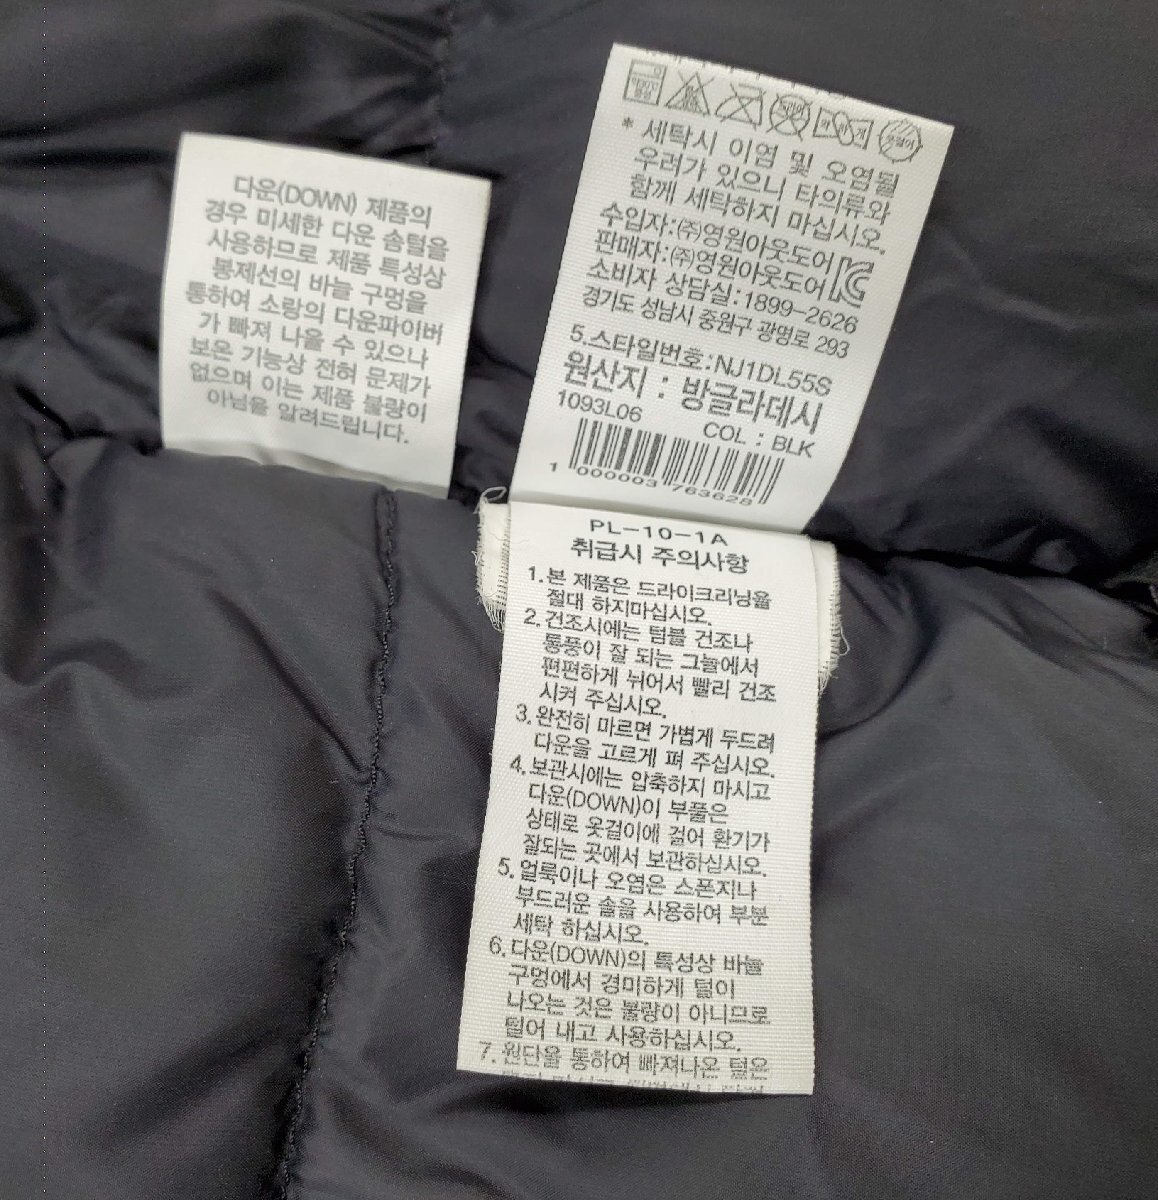 다운(DOWN) 제품의
경우 미세한 다운 솜털을
사용하므로 제품 특성상
봉제선의 바늘 구멍을
통하여 소량의 다운파이버
가 빠져 나올 수 있으나
보온 기능상 전혀 문제가
없으며 이는 제품 불량이
아님을 알려드립니다.
* 세탁시 이염 및 오염될
우려가 있으니 타의류와
함께 세탁하지 마십시오.
수입자:㈜영원아웃도어
판매자:㈜영원아웃도어
소비자 상담실:1899-2626
경기도 성남시 중원구 광명로 293
5.스타일번호:NJ1DL55S
원산지 : 방글라데시
1093L06 COL : BLK
1 000003 763628
PL-10-1A
취급시 주의사항
1.본 제품은 드라이크리닝을
절대 하지마십시오.
2.건조시에는 텀블 건조나
통풍이 잘 되는 그늘에서
편편하게 뉘어서 빨리 건조
시켜 주십시오.
3.완전히 마르면 가볍게 두드려
다운을 고르게 펴 주십시오.
4.보관시에는 압축하지 마시고
다운(DOWN)이 부풀은
상태로 옷걸이에 걸어 환기가
잘되는 곳에서 보관하십시오.
5.얼룩이나 오염은 스폰지나
부드러운 솔을 사용하여 부분
세탁 하십시오.
6.다운(DOWN)의 특성상 바늘
구멍에서 경미하게 털이
나오는 것은 불량이 아니므로
털어 내고 사용하십시오.
7.원단을 통하여 빠져나온 털은